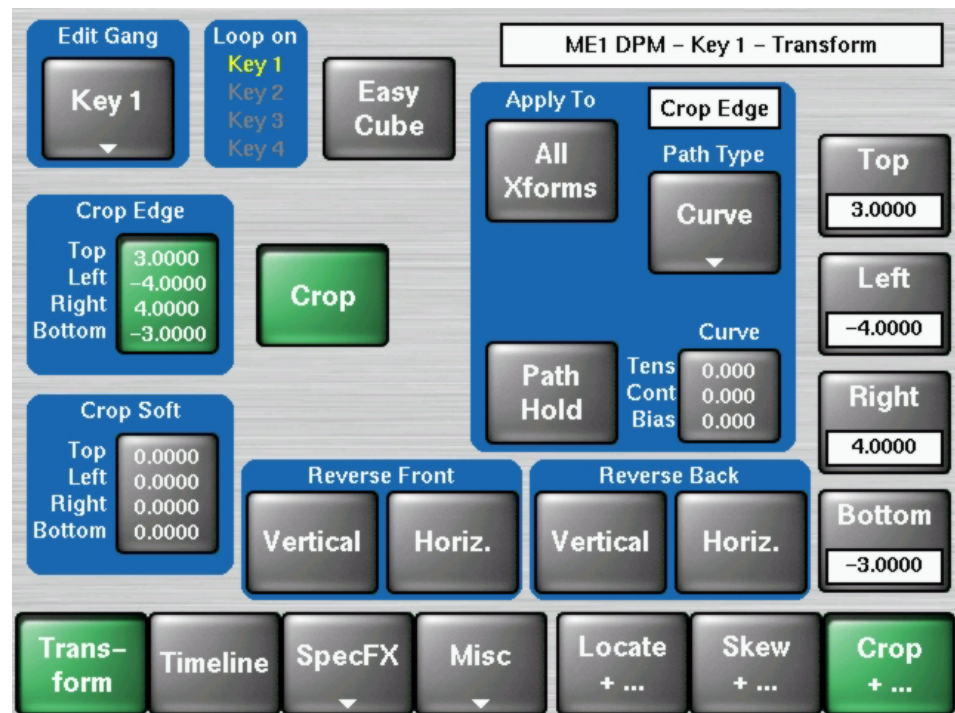 Edit Gang
Key 1
Loop on
Key 1
Key 2
Key 3
Key 4
Easy
Cube
ME1 DPM – Key 1 – Transform
Apply To
All
Xforms
Crop Edge
Path Type
Curve
Path
Hold
Curve
Tens 0.000
Cont 0.000
Bias 0.000
Crop Edge
Top 3.0000
Left –4.0000
Right 4.0000
Bottom –3.0000
Crop
Crop Soft
Top 0.0000
Left 0.0000
Right 0.0000
Bottom 0.0000
Reverse Front
Vertical
Horiz.
Reverse Back
Vertical
Horiz.
Top
3.0000
Left
–4.0000
Right
4.0000
Bottom
–3.0000
Trans–
form
Timeline
SpecFX
Misc
Locate
+ ...
Skew
+ ...
Crop
+ ...